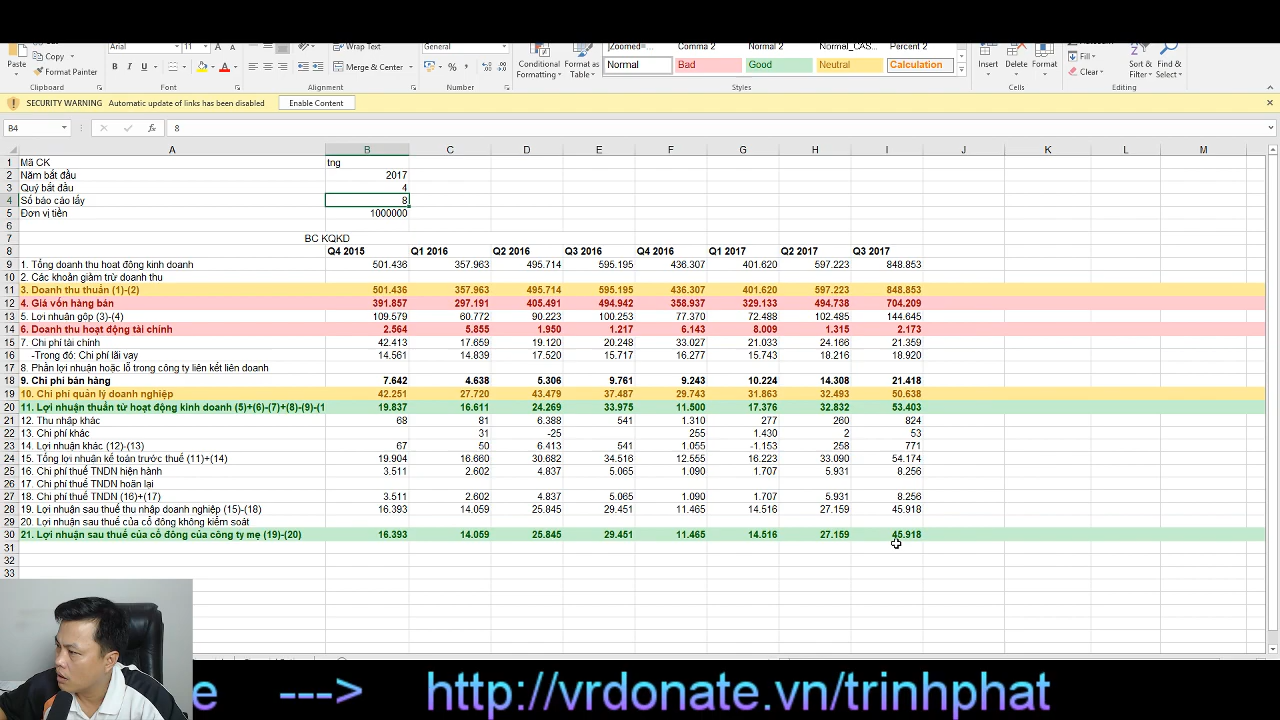 Copy
Format Painter
Paste
Arial 11
B I U
Wrap Text
Merge & Center
General
Conditional Formatting
Format as Table
[Zoomed=... Comma 2 Normal 2 Normal_CAS... Percent 2
Normal Bad Good Neutral Calculation
Insert Delete Format
Fill
Clear
Sort & Filter
Find & Select
Clipboard Font Alignment Number Styles Cells Editing
SECURITY WARNING Automatic update of links has been disabled Enable Content
B4 fx 8
A B C D E F G H I J K L M
1 Mã CK tng
2 Năm bắt đầu 2017
3 Quý bắt đầu 4
4 Số báo cáo lấy 8
5 Đơn vị tiền 1000000
6
7 BC KQKD
8 Q4 2015 Q1 2016 Q2 2016 Q3 2016 Q4 2016 Q1 2017 Q2 2017 Q3 2017
9 1. Tổng doanh thu hoạt động kinh doanh 501.436 357.963 495.714 595.195 436.307 401.620 597.223 848.853
10 2. Các khoản giảm trừ doanh thu
11 3. Doanh thu thuần (1)-(2) 501.436 357.963 495.714 595.195 436.307 401.620 597.223 848.853
12 4. Giá vốn hàng bán 391.857 297.191 405.491 494.942 358.937 329.133 494.738 704.209
13 5. Lợi nhuận gộp (3)-(4) 109.579 60.772 90.223 100.253 77.370 72.488 102.485 144.645
14 6. Doanh thu hoạt động tài chính 2.564 5.855 1.950 1.217 6.143 8.009 1.315 2.173
15 7. Chi phí tài chính 42.413 17.659 19.120 20.248 33.027 21.033 24.166 21.359
16 -Trong đó: Chi phí lãi vay 14.561 14.839 17.520 15.717 16.277 15.743 18.216 18.920
17 8. Phần lợi nhuận hoặc lỗ trong công ty liên kết liên doanh
18 9. Chi phí bán hàng 7.642 4.638 5.306 9.761 9.243 10.224 14.308 21.418
19 10. Chi phí quản lý doanh nghiệp 42.251 27.720 43.479 37.487 29.743 31.863 32.493 50.638
20 11. Lợi nhuận thuần từ hoạt động kinh doanh (5)+(6)-(7)+(8)-(9)-(1 19.837 16.611 24.269 33.975 11.500 17.376 32.832 53.403
21 12. Thu nhập khác 68 81 6.388 541 1.310 277 260 824
22 13. Chi phí khác 31 -25 255 1.430 2 53
23 14. Lợi nhuận khác (12)-(13) 67 50 6.413 541 1.055 -1.153 258 771
24 15. Tổng lợi nhuận kế toán trước thuế (11)+(14) 19.904 16.660 30.682 34.516 12.555 16.223 33.090 54.174
25 16. Chi phí thuế TNDN hiện hành 3.511 2.602 4.837 5.065 1.090 1.707 5.931 8.256
26 17. Chi phí thuế TNDN hoãn lại
27 18. Chi phí thuế TNDN (16)+(17) 3.511 2.602 4.837 5.065 1.090 1.707 5.931 8.256
28 19. Lợi nhuận sau thuế thu nhập doanh nghiệp (15)-(18) 16.393 14.059 25.845 29.451 11.465 14.516 27.159 45.918
29 20. Lợi nhuận sau thuế của cổ đông không kiểm soát
30 21. Lợi nhuận sau thuế của cổ đông của công ty mẹ (19)-(20) 16.393 14.059 25.845 29.451 11.465 14.516 27.159 45.918
31
32
33
e ---> http://vrdonate.vn/trinhphat